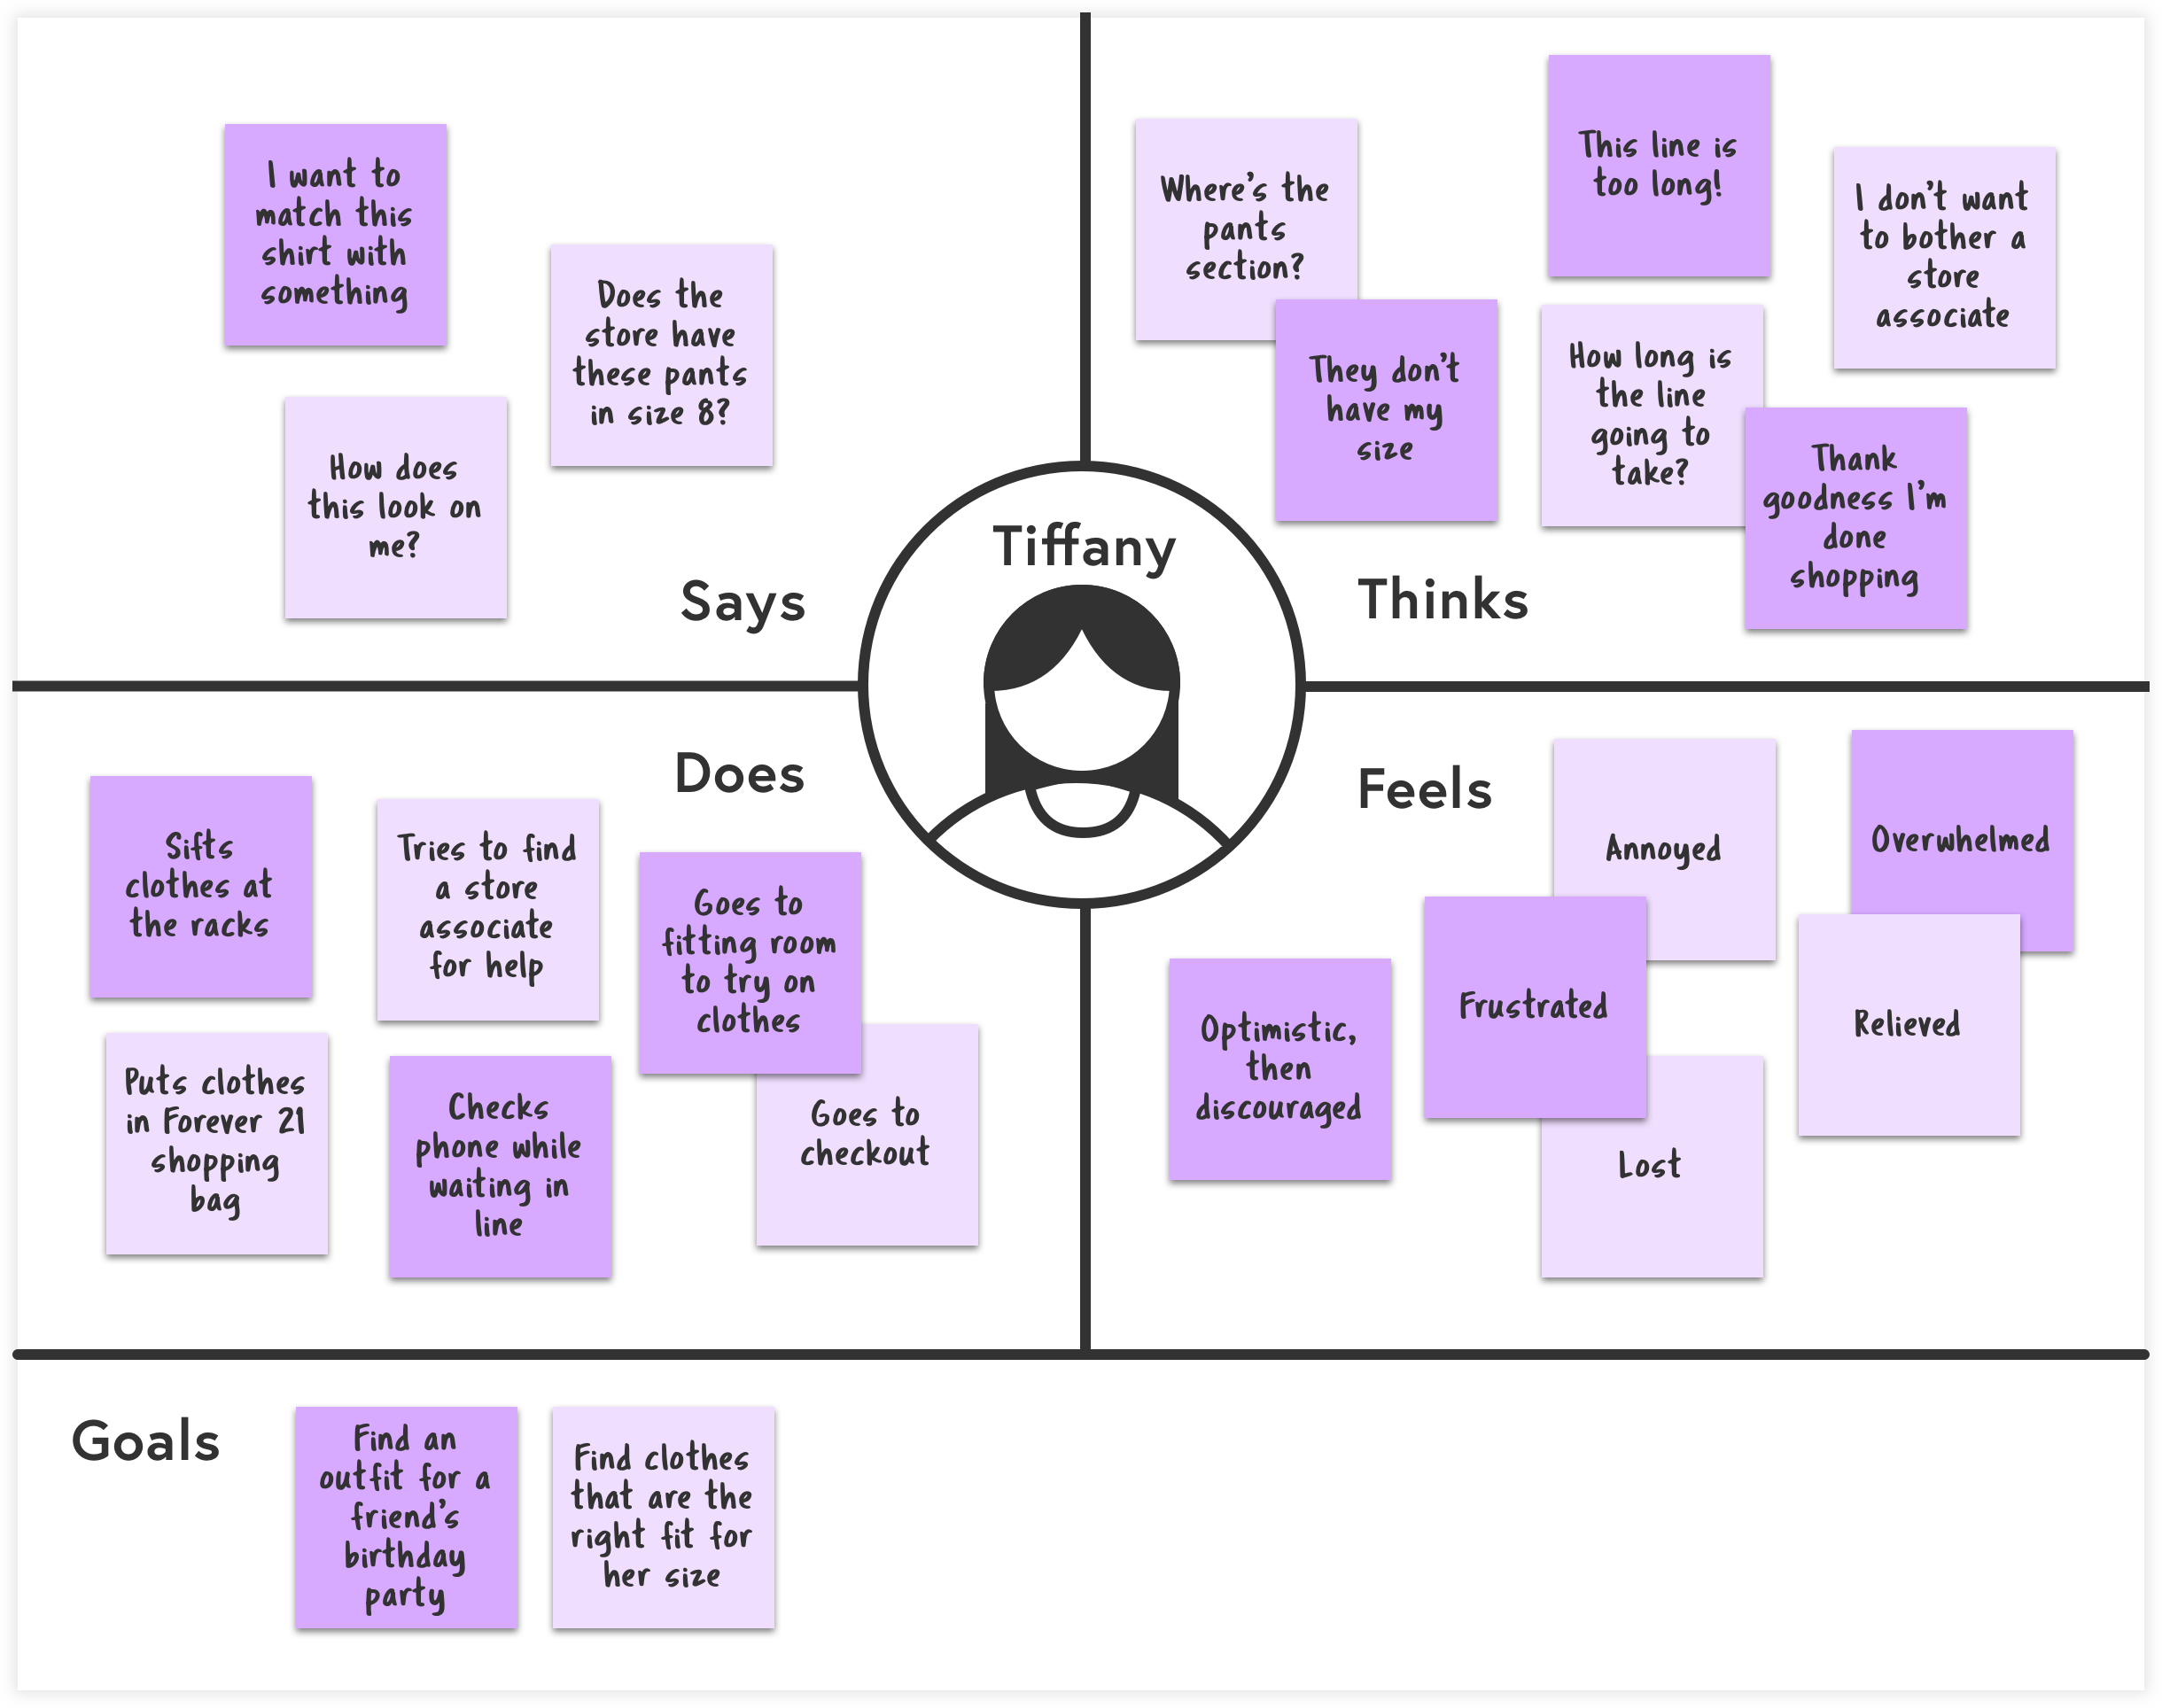 I want to
match this
shirt with
something
Does the
store have
these pants
in size 8?
How does
this look on
me?
Says
Where's the
pants
section?
This line is
too long!
I don't want
to bother a
store
associate
They don't
have my
size
How long is
the line
going to
take?
Thank
goodness I'm
done
shopping
Thinks
Tiffany
Does
Sifts
clothes at
the racks
Tries to find
a store
associate
for help
Goes to
fitting room
to try on
clothes
Puts clothes
in Forever 21
shopping
bag
Checks
phone while
waiting in
line
Goes to
checkout
Feels
Annoyed
Overwhelmed
Frustrated
Optimistic,
then
discouraged
Relieved
Lost
Goals
Find an
outfit for a
friend's
birthday
party
Find clothes
that are the
right fit for
her size